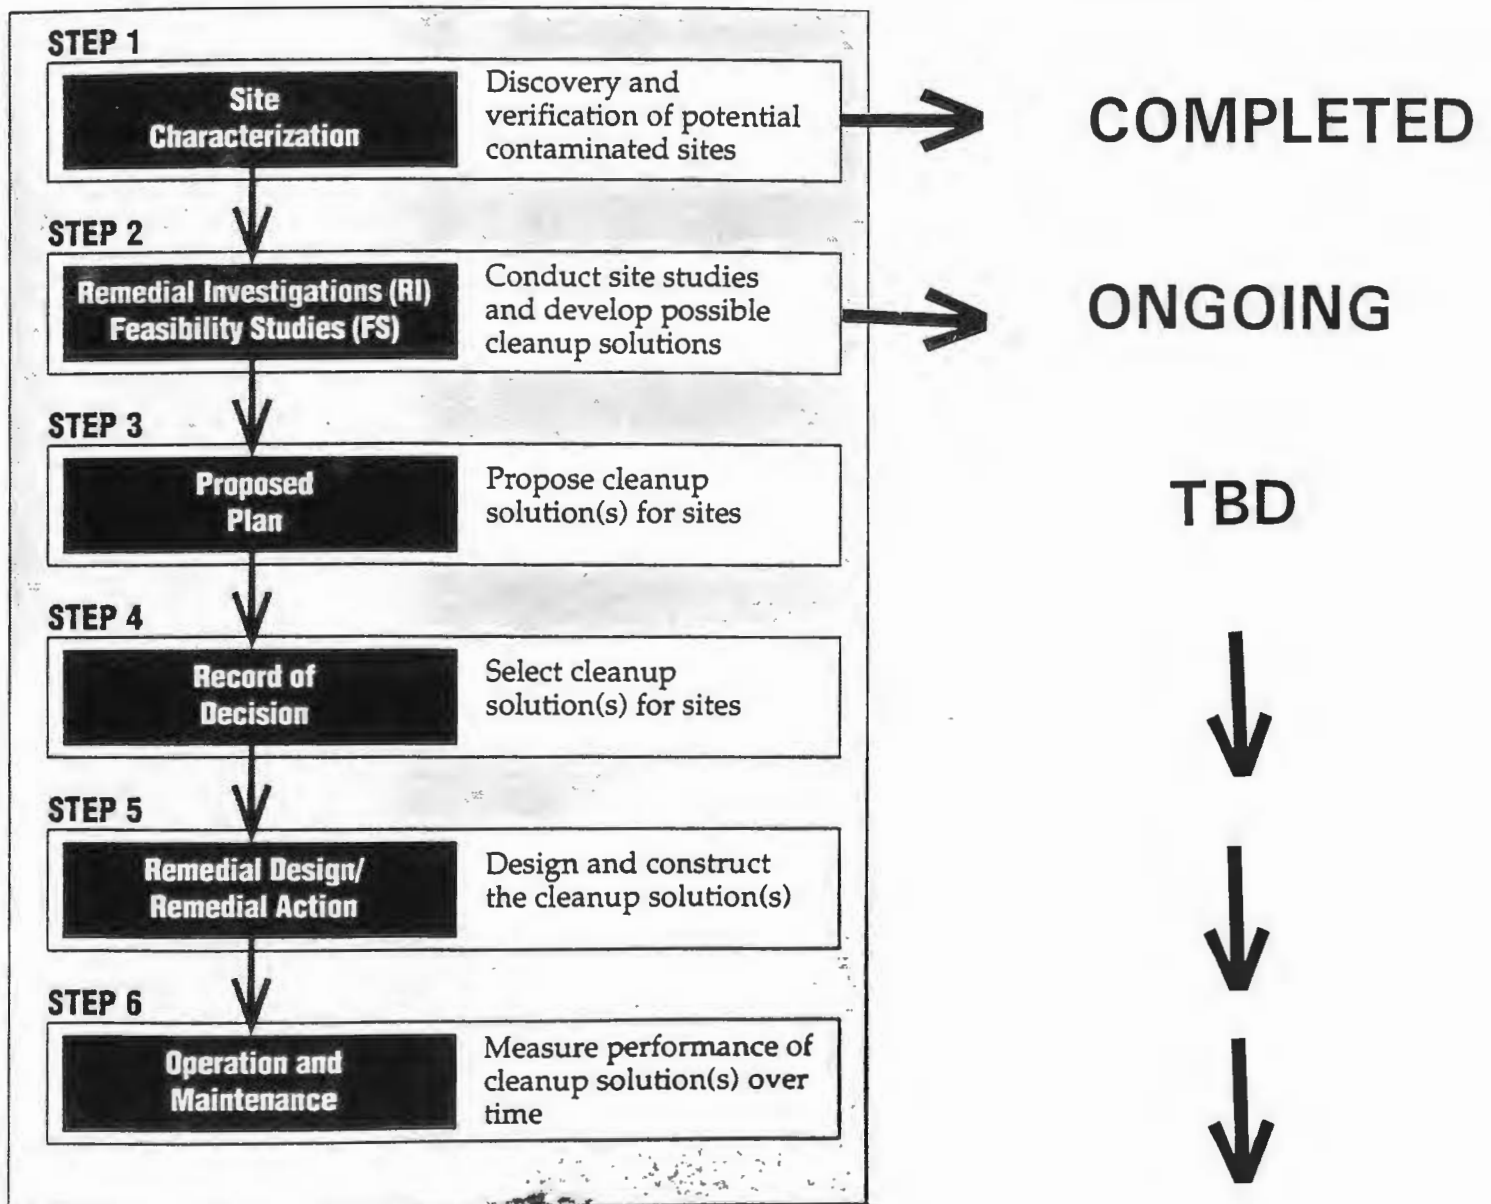 STEP 1
Site
Characterization
Discovery and
verification of potential
contaminated sites
COMPLETED
STEP 2
Remedial Investigations (RI)
Feasibility Studies (FS)
Conduct site studies
and develop possible
cleanup solutions
ONGOING
STEP 3
Proposed
Plan
Propose cleanup
solution(s) for sites
TBD
STEP 4
Record of
Decision
Select cleanup
solution(s) for sites
STEP 5
Remedial Design/
Remedial Action
Design and construct
the cleanup solution(s)
STEP 6
Operation and
Maintenance
Measure performance of
cleanup solution(s) over
time